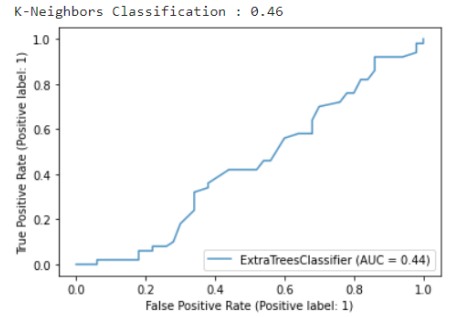 K-Neighbors Classification : 0.46
1.0
0.8
0.6
0.4
0.2
0.0
True Positive Rate (Positive label: 1)
ExtraTreesClassifier (AUC = 0.44)
0.0 0.2 0.4 0.6 0.8 1.0
False Positive Rate (Positive label: 1)